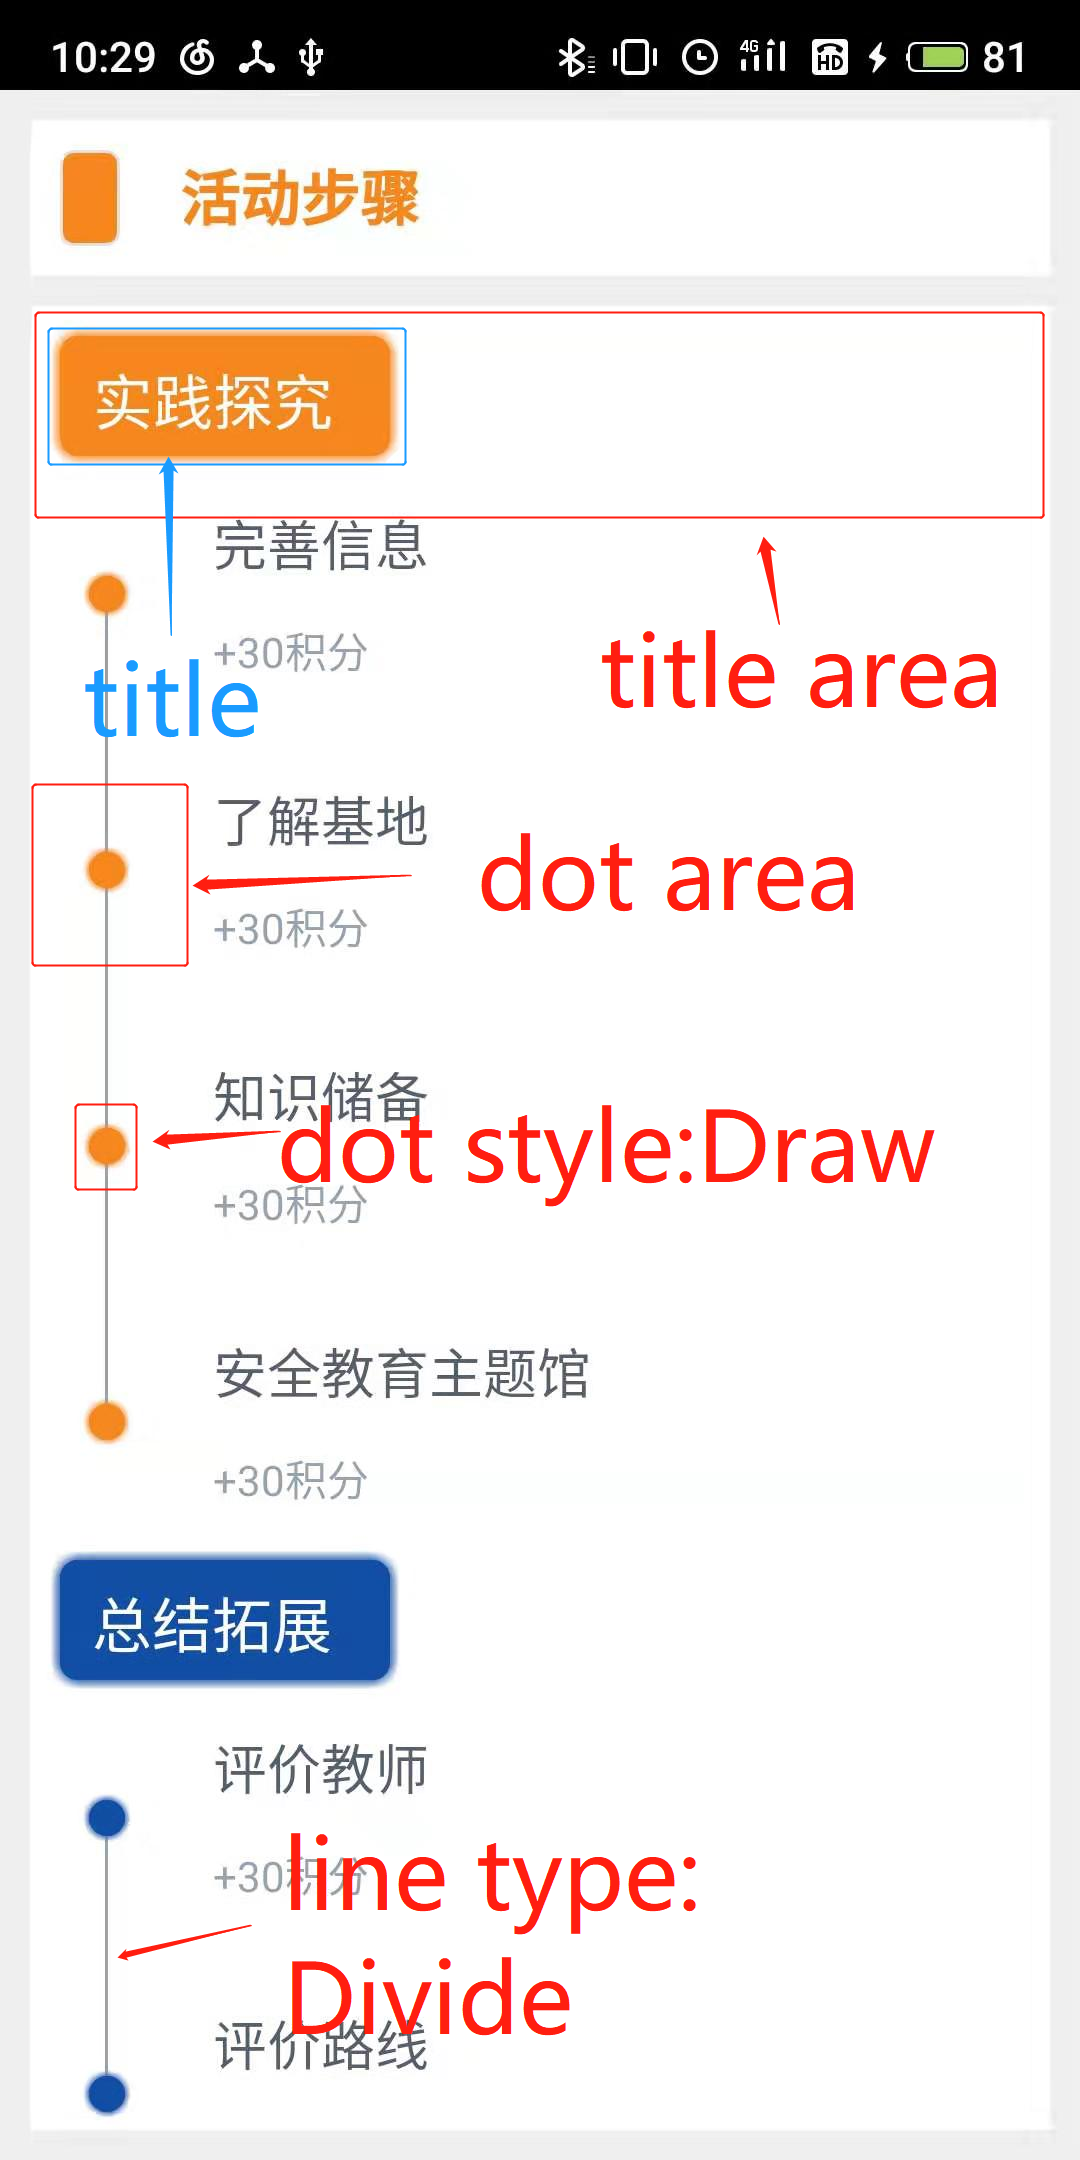 10:29 4G HD 81
活动步骤
实践探究
完善信息
+30积分
title
title area
了解基地
dot area
+30积分
知识储备
dot style:Draw
+30积分
安全教育主题馆
+30积分
总结拓展
评价教师
+30积分
line type:
Divide
评价路线